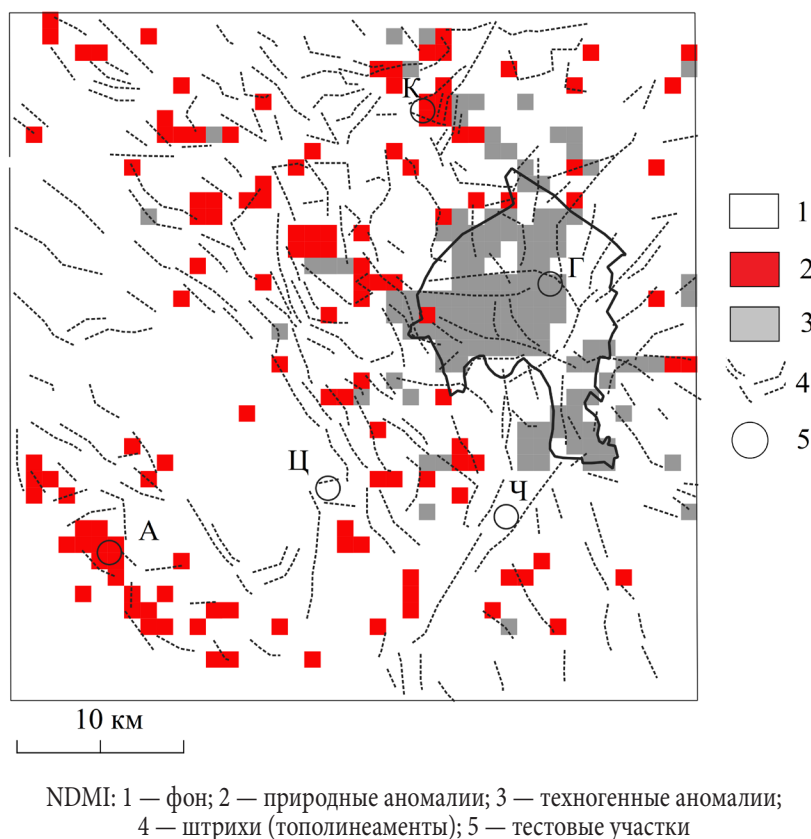 К
Г
Ц
Ч
А
1
2
3
4
5
10 км
NDMI: 1 — фон; 2 — природные аномалии; 3 — техногенные аномалии;
4 — штрихи (тополинеаменты); 5 — тестовые участки